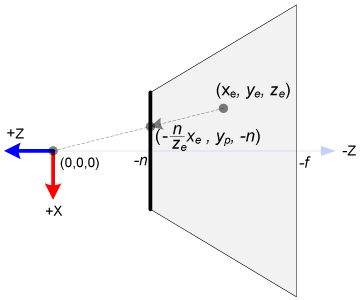 (xe, ye, ze)
+Z
(-n/ze xe , yp, -n)
(0,0,0)
-n
-f
-Z
+X